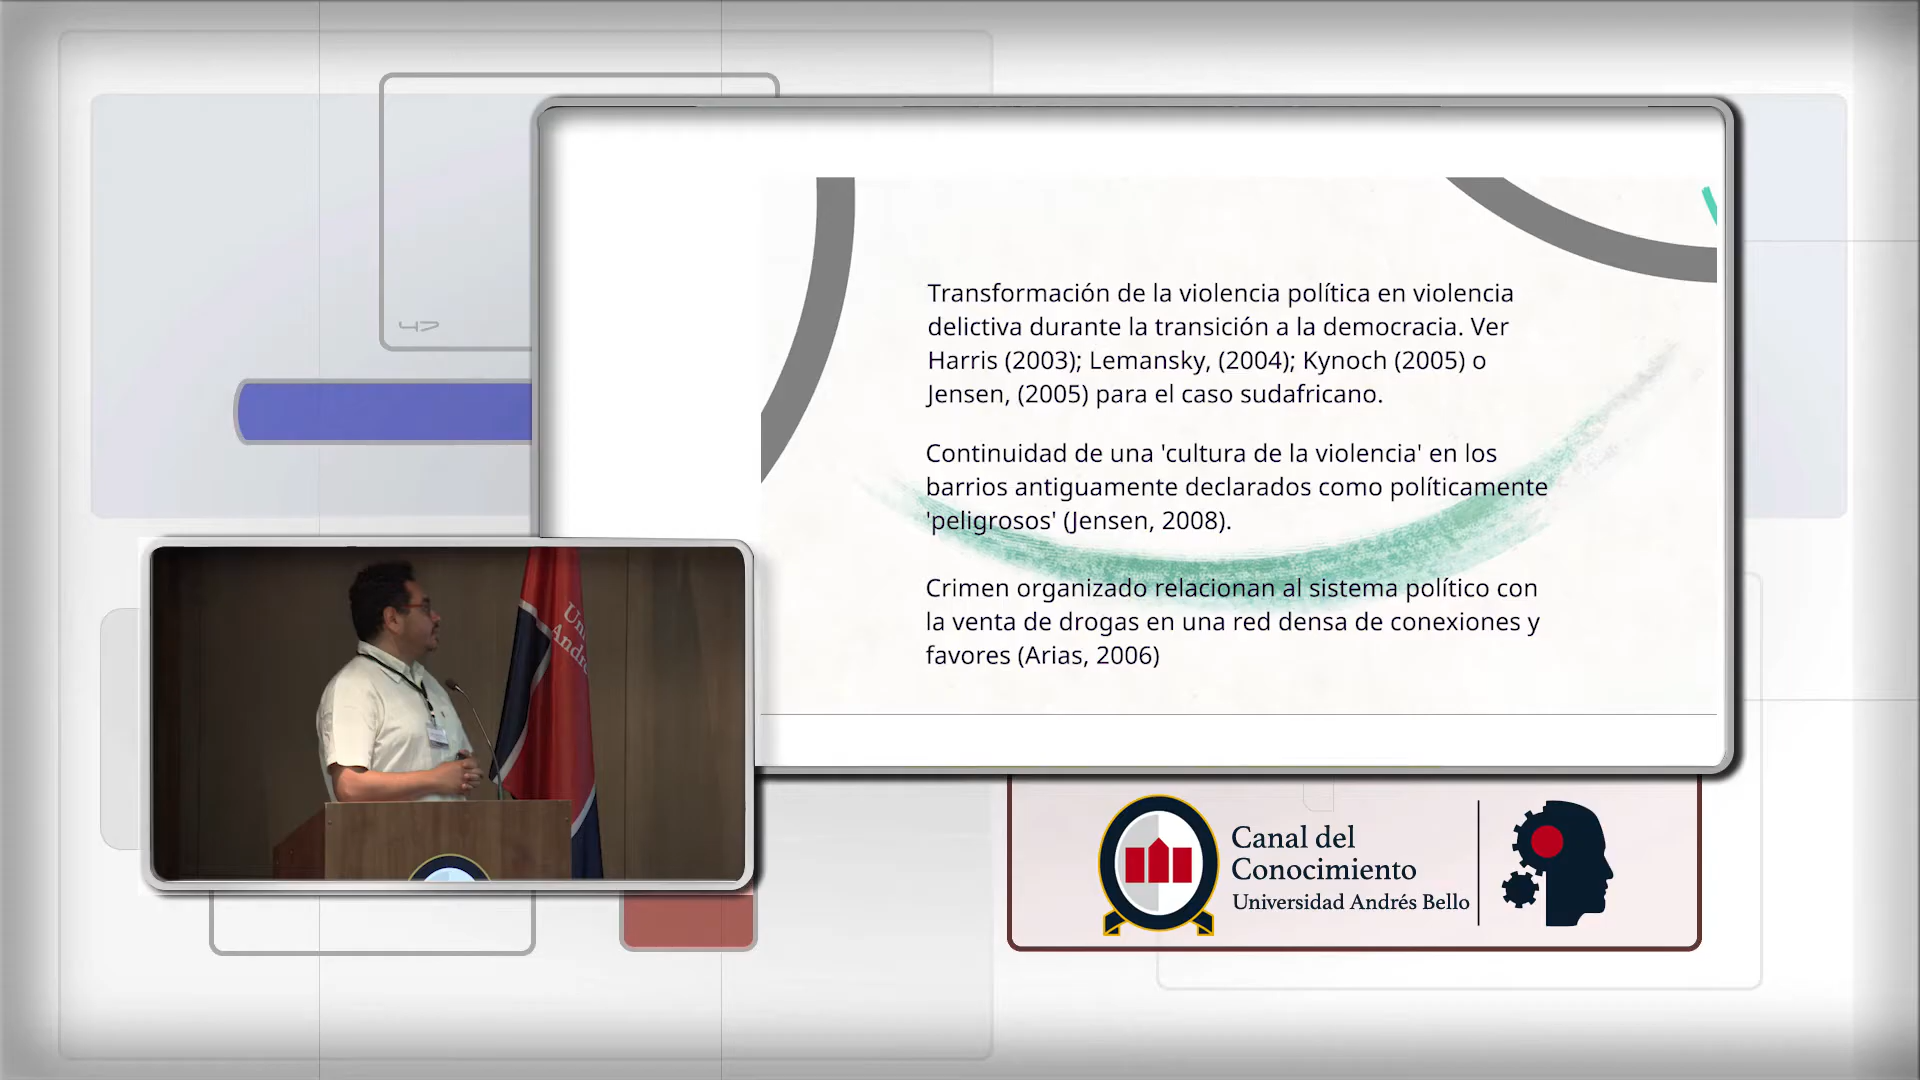 Transformación de la violencia política en violencia
delictiva durante la transición a la democracia. Ver
Harris (2003); Lemansky, (2004); Kynoch (2005) o
Jensen, (2005) para el caso sudafricano.
Continuidad de una 'cultura de la violencia' en los
barrios antiguamente declarados como políticamente
'peligrosos' (Jensen, 2008).
Crimen organizado relacionan al sistema político con
la venta de drogas en una red densa de conexiones y
favores (Arias, 2006)
Canal del
Conocimiento
Universidad Andrés Bello